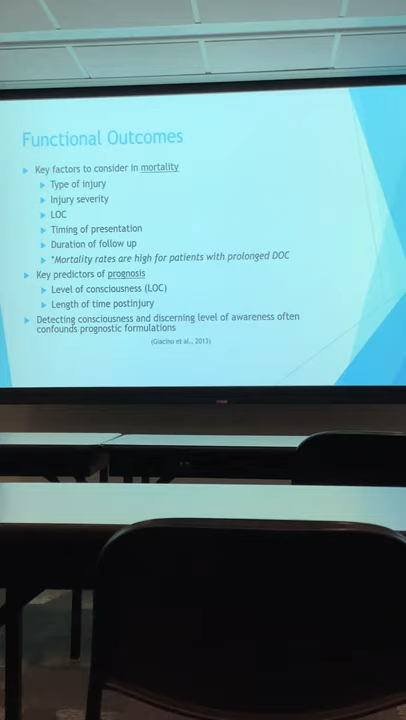 Functional Outcomes
Key factors to consider in mortality
Type of injury
Injury severity
LOC
Timing of presentation
Duration of follow up
*Mortality rates are high for patients with prolonged DOC
Key predictors of prognosis
Level of consciousness (LOC)
Length of time postinjury
Detecting consciousness and discerning level of awareness often
confounds prognostic formulations
(Giacino et al., 2013)